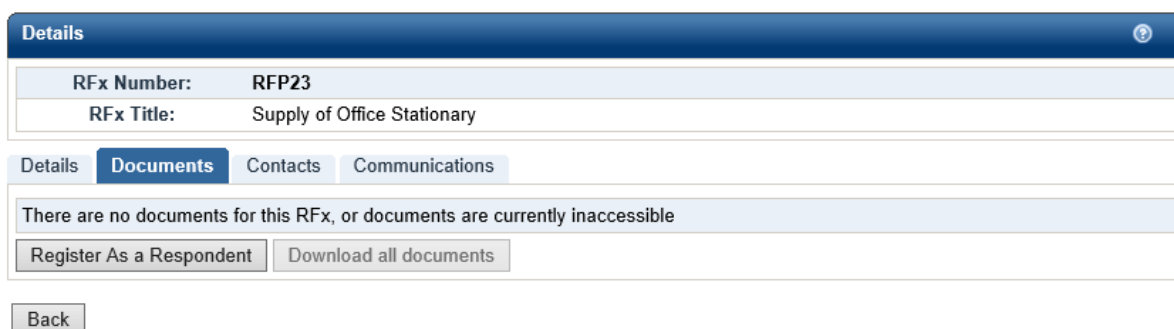 Details
RFx Number: RFP23
RFx Title: Supply of Office Stationary
Details Documents Contacts Communications
There are no documents for this RFx, or documents are currently inaccessible
Register As a Respondent Download all documents
Back